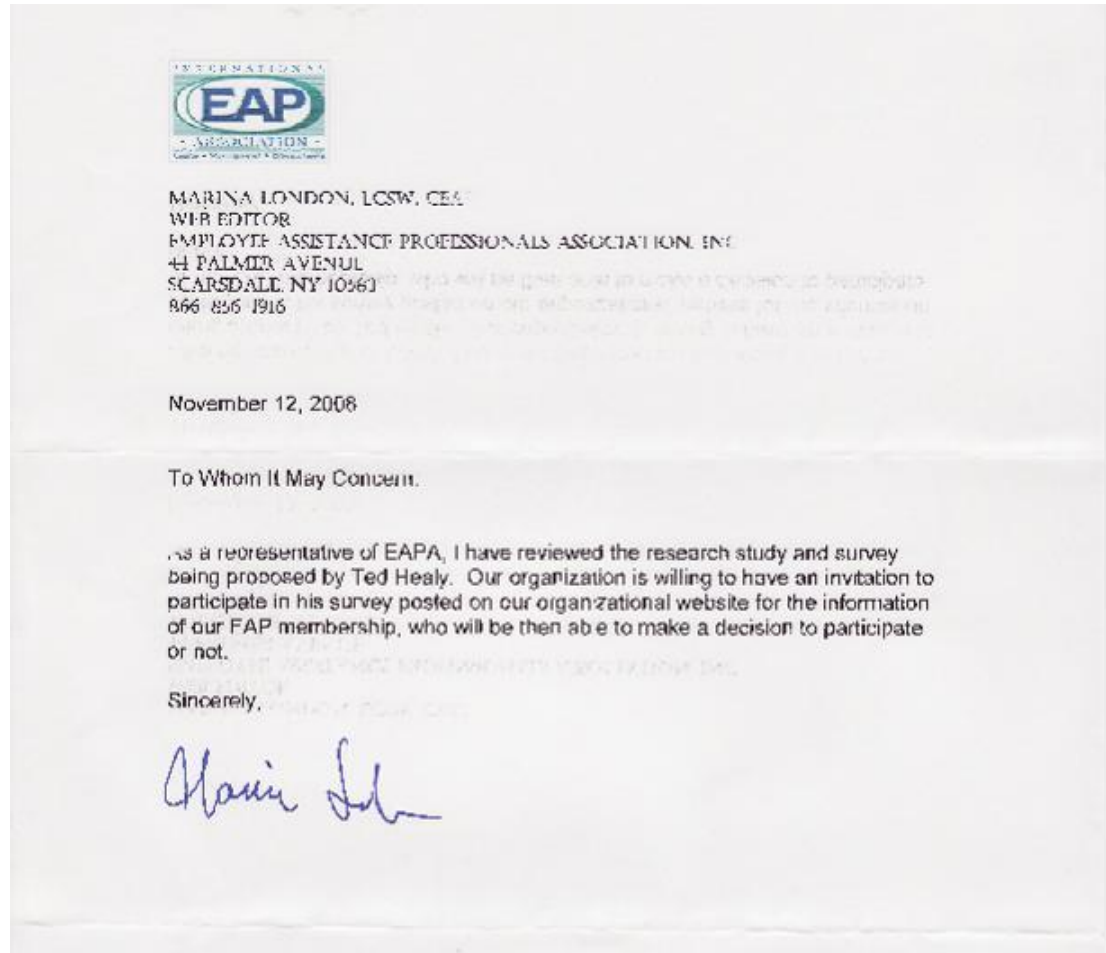 INTERNATIONAL
EAP
ASSOCIATION
MARINA LONDON, LCSW,
WEB EDITOR
EMPLOYEE ASSISTANCE PROFESSIONALS ASSOCIATION, INC
44 PALMER AVENUE
SCARSDALE, NY 10583
866-856-1916
November 12, 2008
To Whom It May Concern.
As a representative of EAPA, I have reviewed the research study and survey
being proposed by Ted Healy. Our organization is willing to have an invitation to
participate in his survey posted on our organizational website for the information
of our EAP membership, who will be then able to make a decision to participate
or not.
Sincerely,